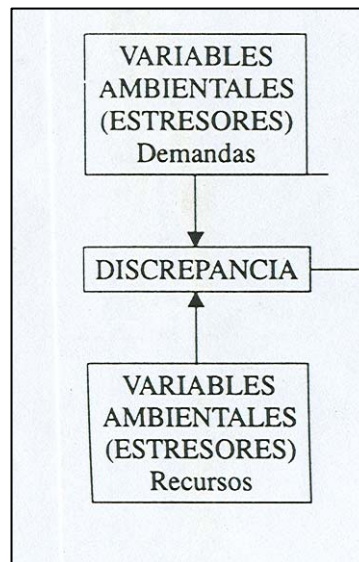 VARIABLES
AMBIENTALES
(ESTRESORES)
Demandas
DISCREPANCIA
VARIABLES
AMBIENTALES
(ESTRESORES)
Recursos